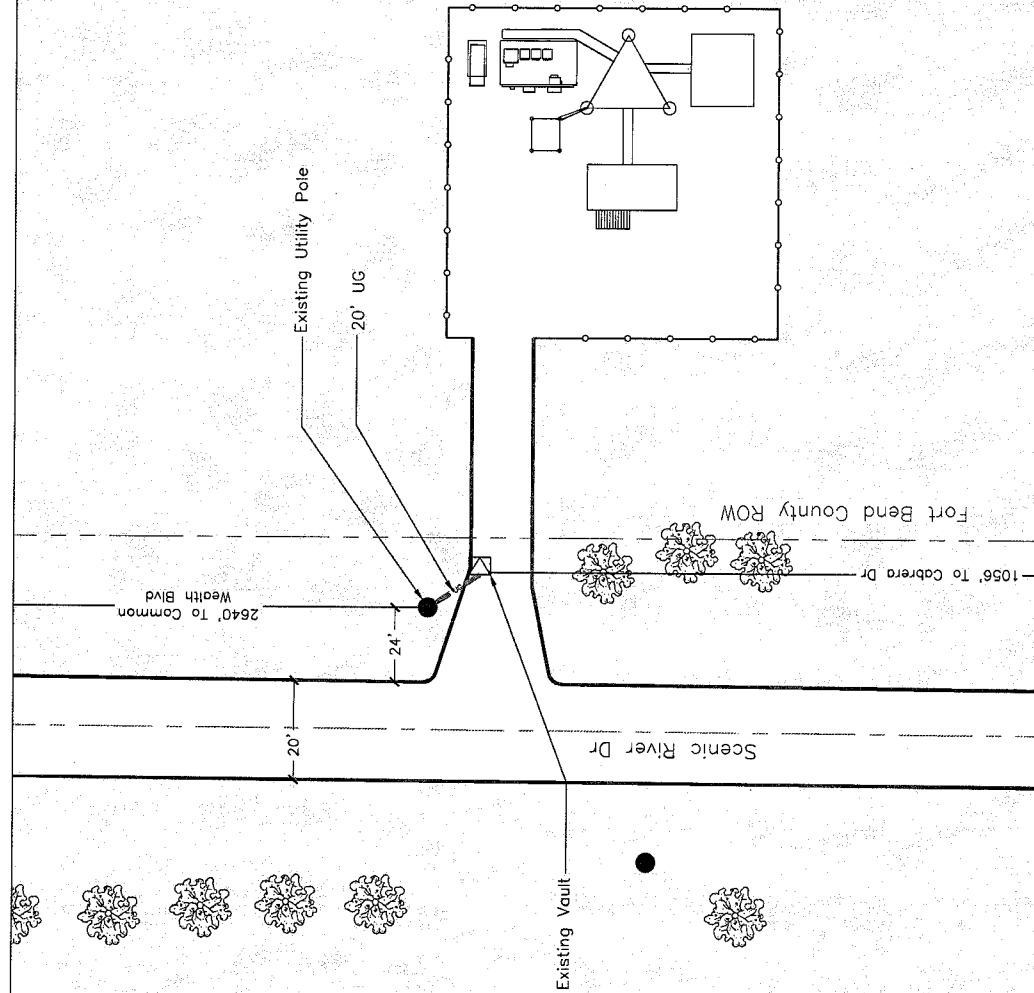 Existing Utility Pole
20' UG
2640' To Common
Wealth Blvd
24'
20'
Fort Bend County ROW
1056' To Cabrera Dr
Scenic River Dr
Existing Vault